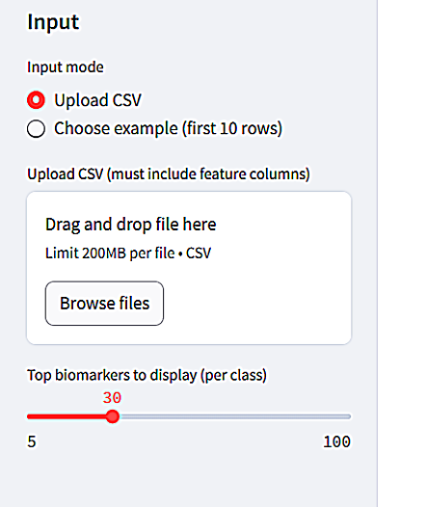 Input
Input mode
Upload CSV
Choose example (first 10 rows)
Upload CSV (must include feature columns)
Drag and drop file here
Limit 200MB per file • CSV
Browse files
Top biomarkers to display (per class)
30
5 100